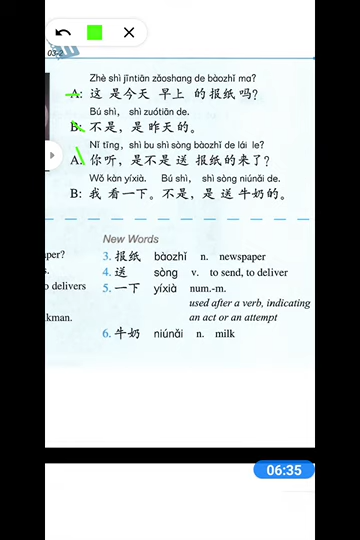 03-2
Zhè shì jīntiān zǎoshang de bàozhǐ ma?
A: 这是今天早上的报纸吗?
Bú shì, shì zuótiān de.
B: 不是,是昨天的。
Nǐ tīng, shì bu shì sòng bàozhǐ de lái le?
A: 你听,是不是送报纸的来了?
Wǒ kàn yíxià. Bú shì, shì sòng niúnǎi de.
B: 我看一下。不是,是送牛奶的。
New Words
aper?
3. 报纸 bàozhǐ n. newspaper
s.
4. 送 sòng v. to send, to deliver
o delivers
5. 一下 yíxià num.-m.
used after a verb, indicating
kman.
an act or an attempt
6. 牛奶 niúnǎi n. milk
06:35